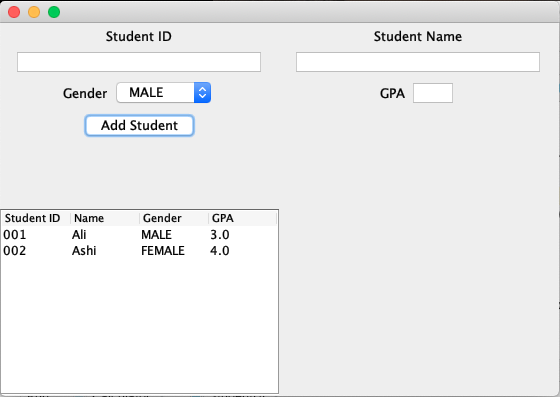 Student ID Student Name
Gender MALE GPA
Add Student
Student ID Name Gender GPA
001 Ali MALE 3.0
002 Ashi FEMALE 4.0